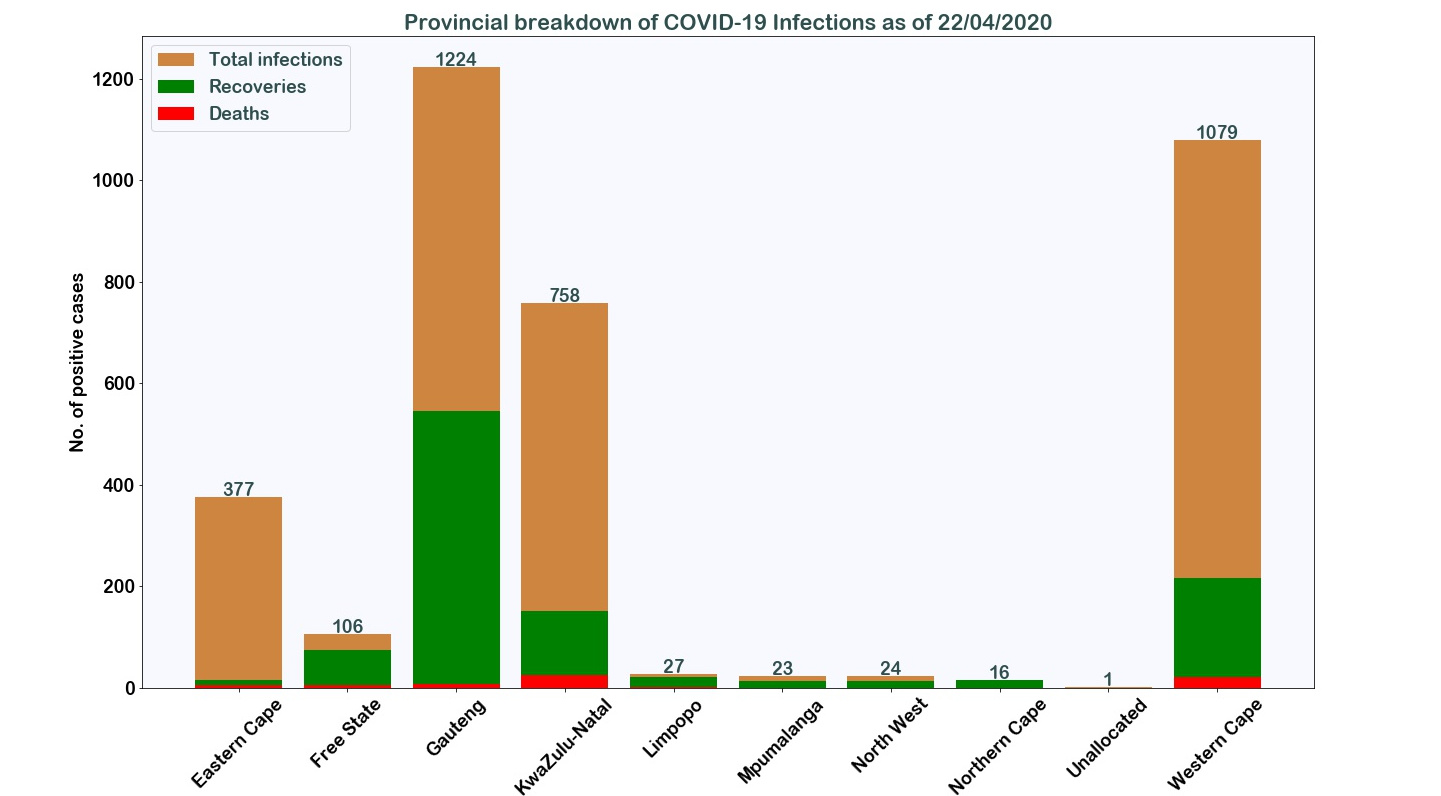 Provincial breakdown of COVID-19 Infections as of 22/04/2020
Total infections
Recoveries
Deaths
No. of positive cases
1200
1000
800
600
400
200
0
377
106
1224
758
27
23
24
16
1
1079
Eastern Cape
Free State
Gauteng
KwaZulu-Natal
Limpopo
Mpumalanga
North West
Northern Cape
Unallocated
Western Cape